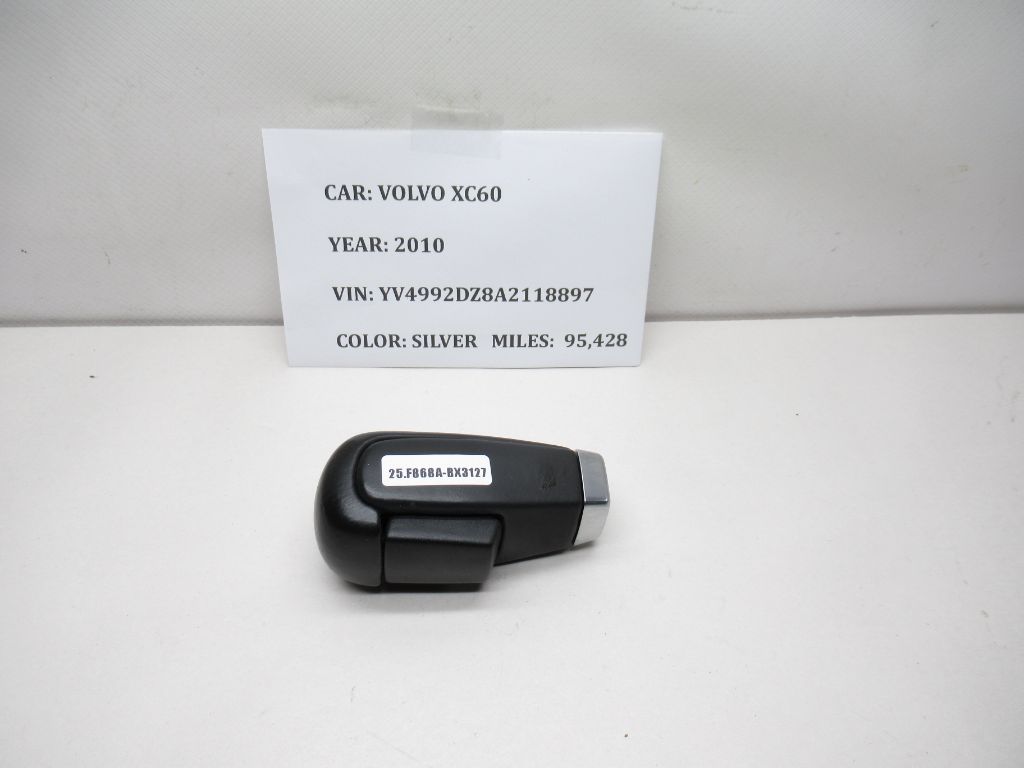 CAR: VOLVO XC60
YEAR: 2010
VIN: YV4992DZ8A2118897
COLOR: SILVER MILES: 95,428
25.F868A-BX3127